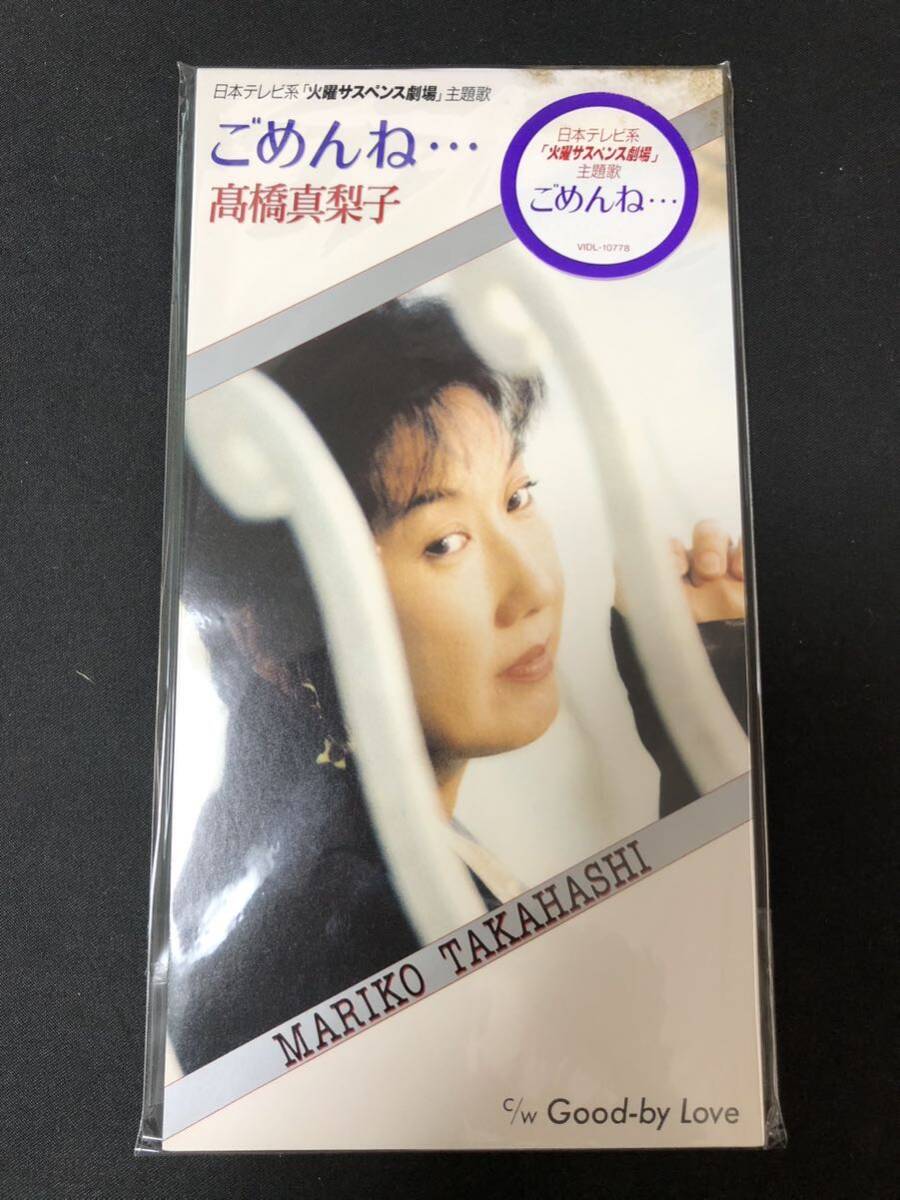 日本テレビ系「火曜サスペンス劇場」主題歌
ごめんね…
髙橋真梨子
日本テレビ系
「火曜サスペンス劇場」
主題歌
ごめんね…
VIDL-10778
MARIKO TAKAHASHI
c/w Good-by Love